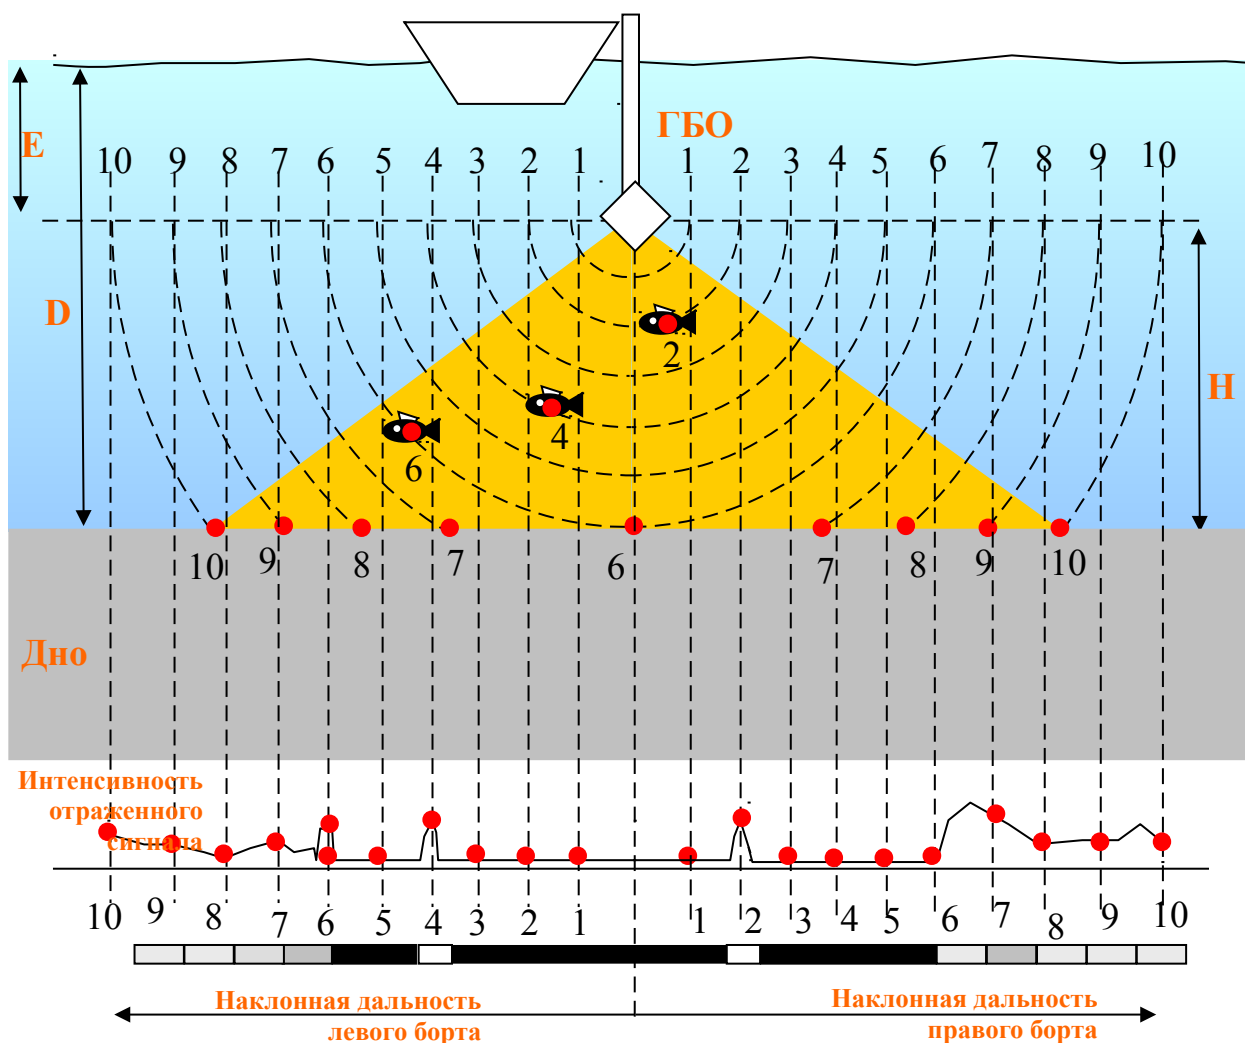 ГБО
E
10 9 8 7 6 5 4 3 2 1 1 2 3 4 5 6 7 8 9 10
D
H
2
4
6
10 9 8 7 6 7 8 9 10
Дно
Интенсивность
отраженного
сигнала
10 9 8 7 6 5 4 3 2 1 1 2 3 4 5 6 7 8 9 10
Наклонная дальность
левого борта
Наклонная дальность
правого борта